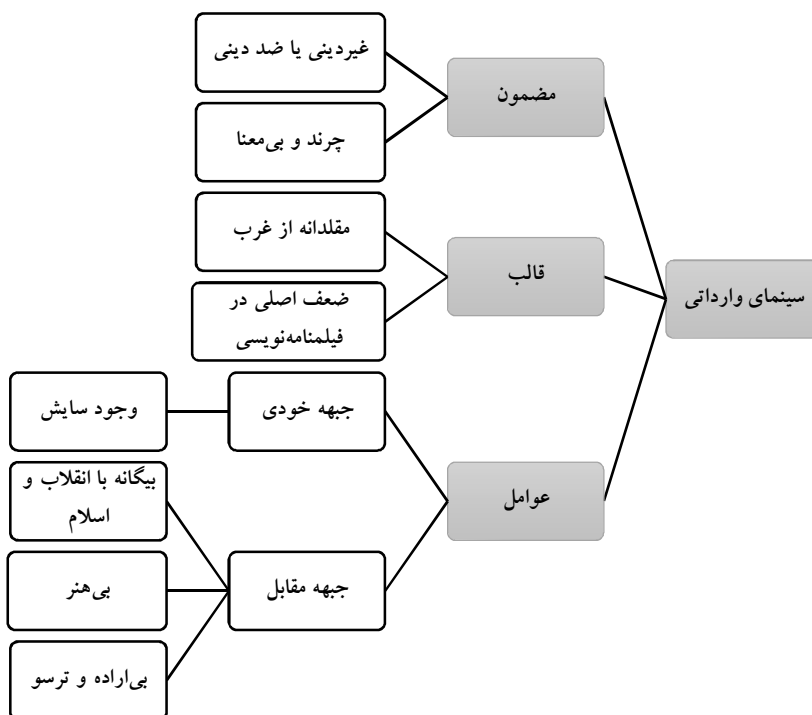 سینمای وارداتی
مضمون
غیردینی یا ضد دینی
چرند و بی‌معنا
قالب
مقلدانه از غرب
ضعف اصلی در
فیلمنامه‌نویسی
عوامل
جبهه خودی
وجود سایش
جبهه مقابل
بیگانه با انقلاب و
اسلام
بی‌هنر
بی‌اراده و ترسو